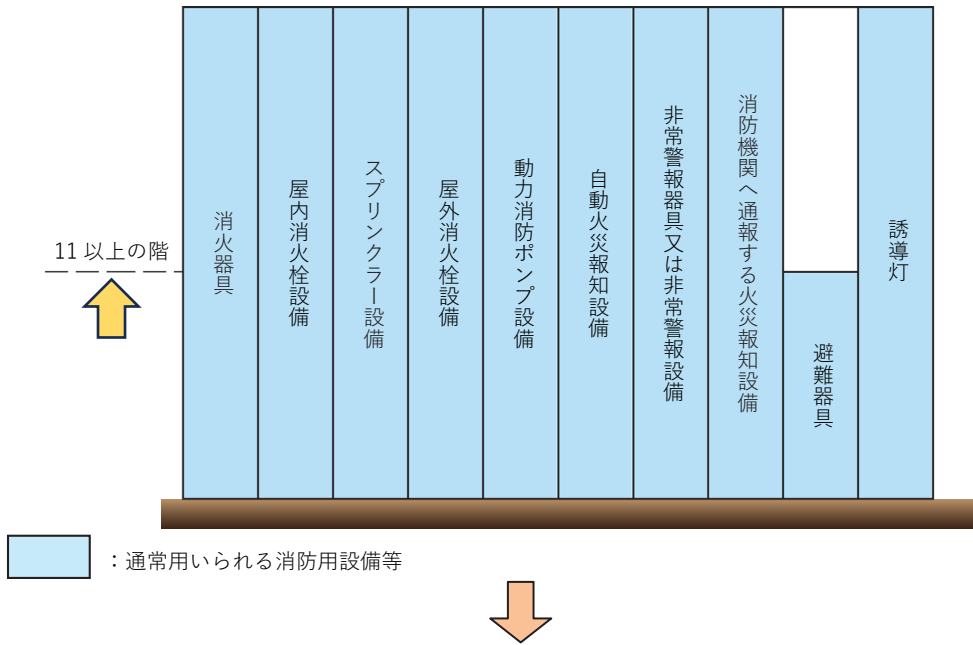 11 以上の階
消火器具
屋内消火栓設備
スプリンクラー設備
屋外消火栓設備
動力消防ポンプ設備
自動火災報知設備
非常警報器具又は非常警報設備
消防機関へ通報する火災報知設備
避難器具
誘導灯
：通常用いられる消防用設備等